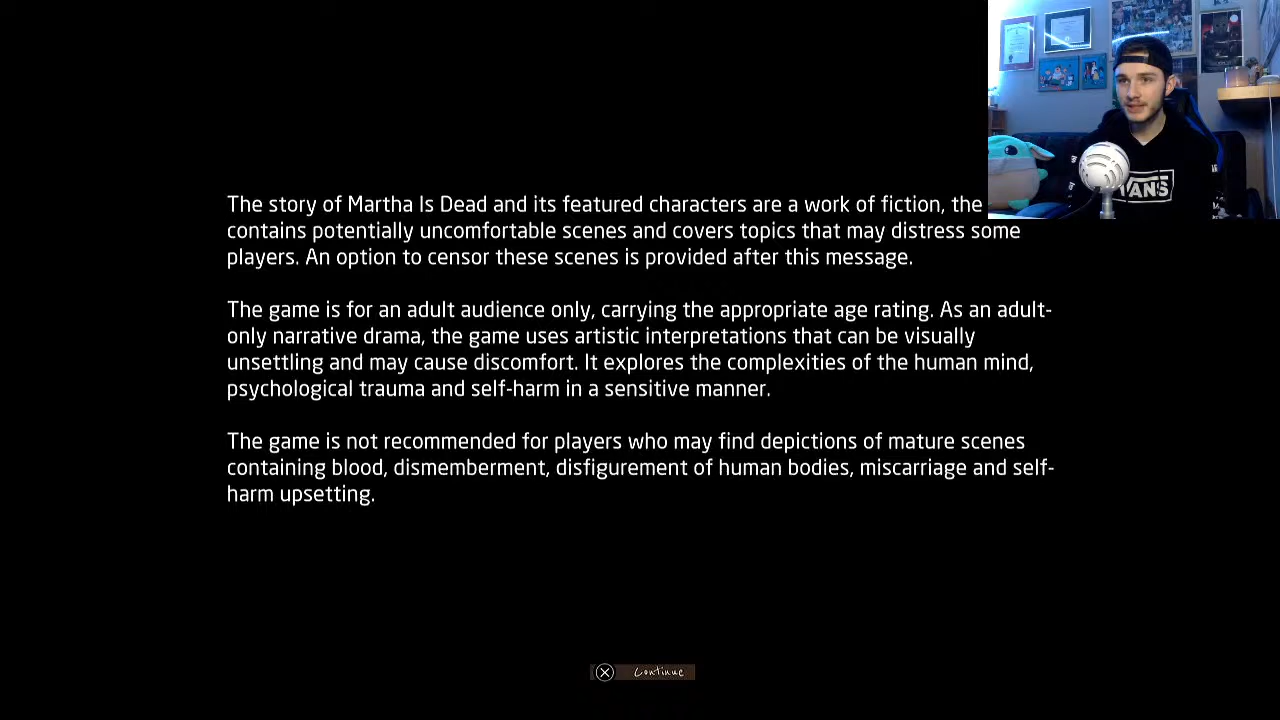 The story of Martha Is Dead and its featured characters are a work of fiction, the
contains potentially uncomfortable scenes and covers topics that may distress some
players. An option to censor these scenes is provided after this message.
The game is for an adult audience only, carrying the appropriate age rating. As an adult-
only narrative drama, the game uses artistic interpretations that can be visually
unsettling and may cause discomfort. It explores the complexities of the human mind,
psychological trauma and self-harm in a sensitive manner.
The game is not recommended for players who may find depictions of mature scenes
containing blood, dismemberment, disfigurement of human bodies, miscarriage and self-
harm upsetting.
Continue
VANS